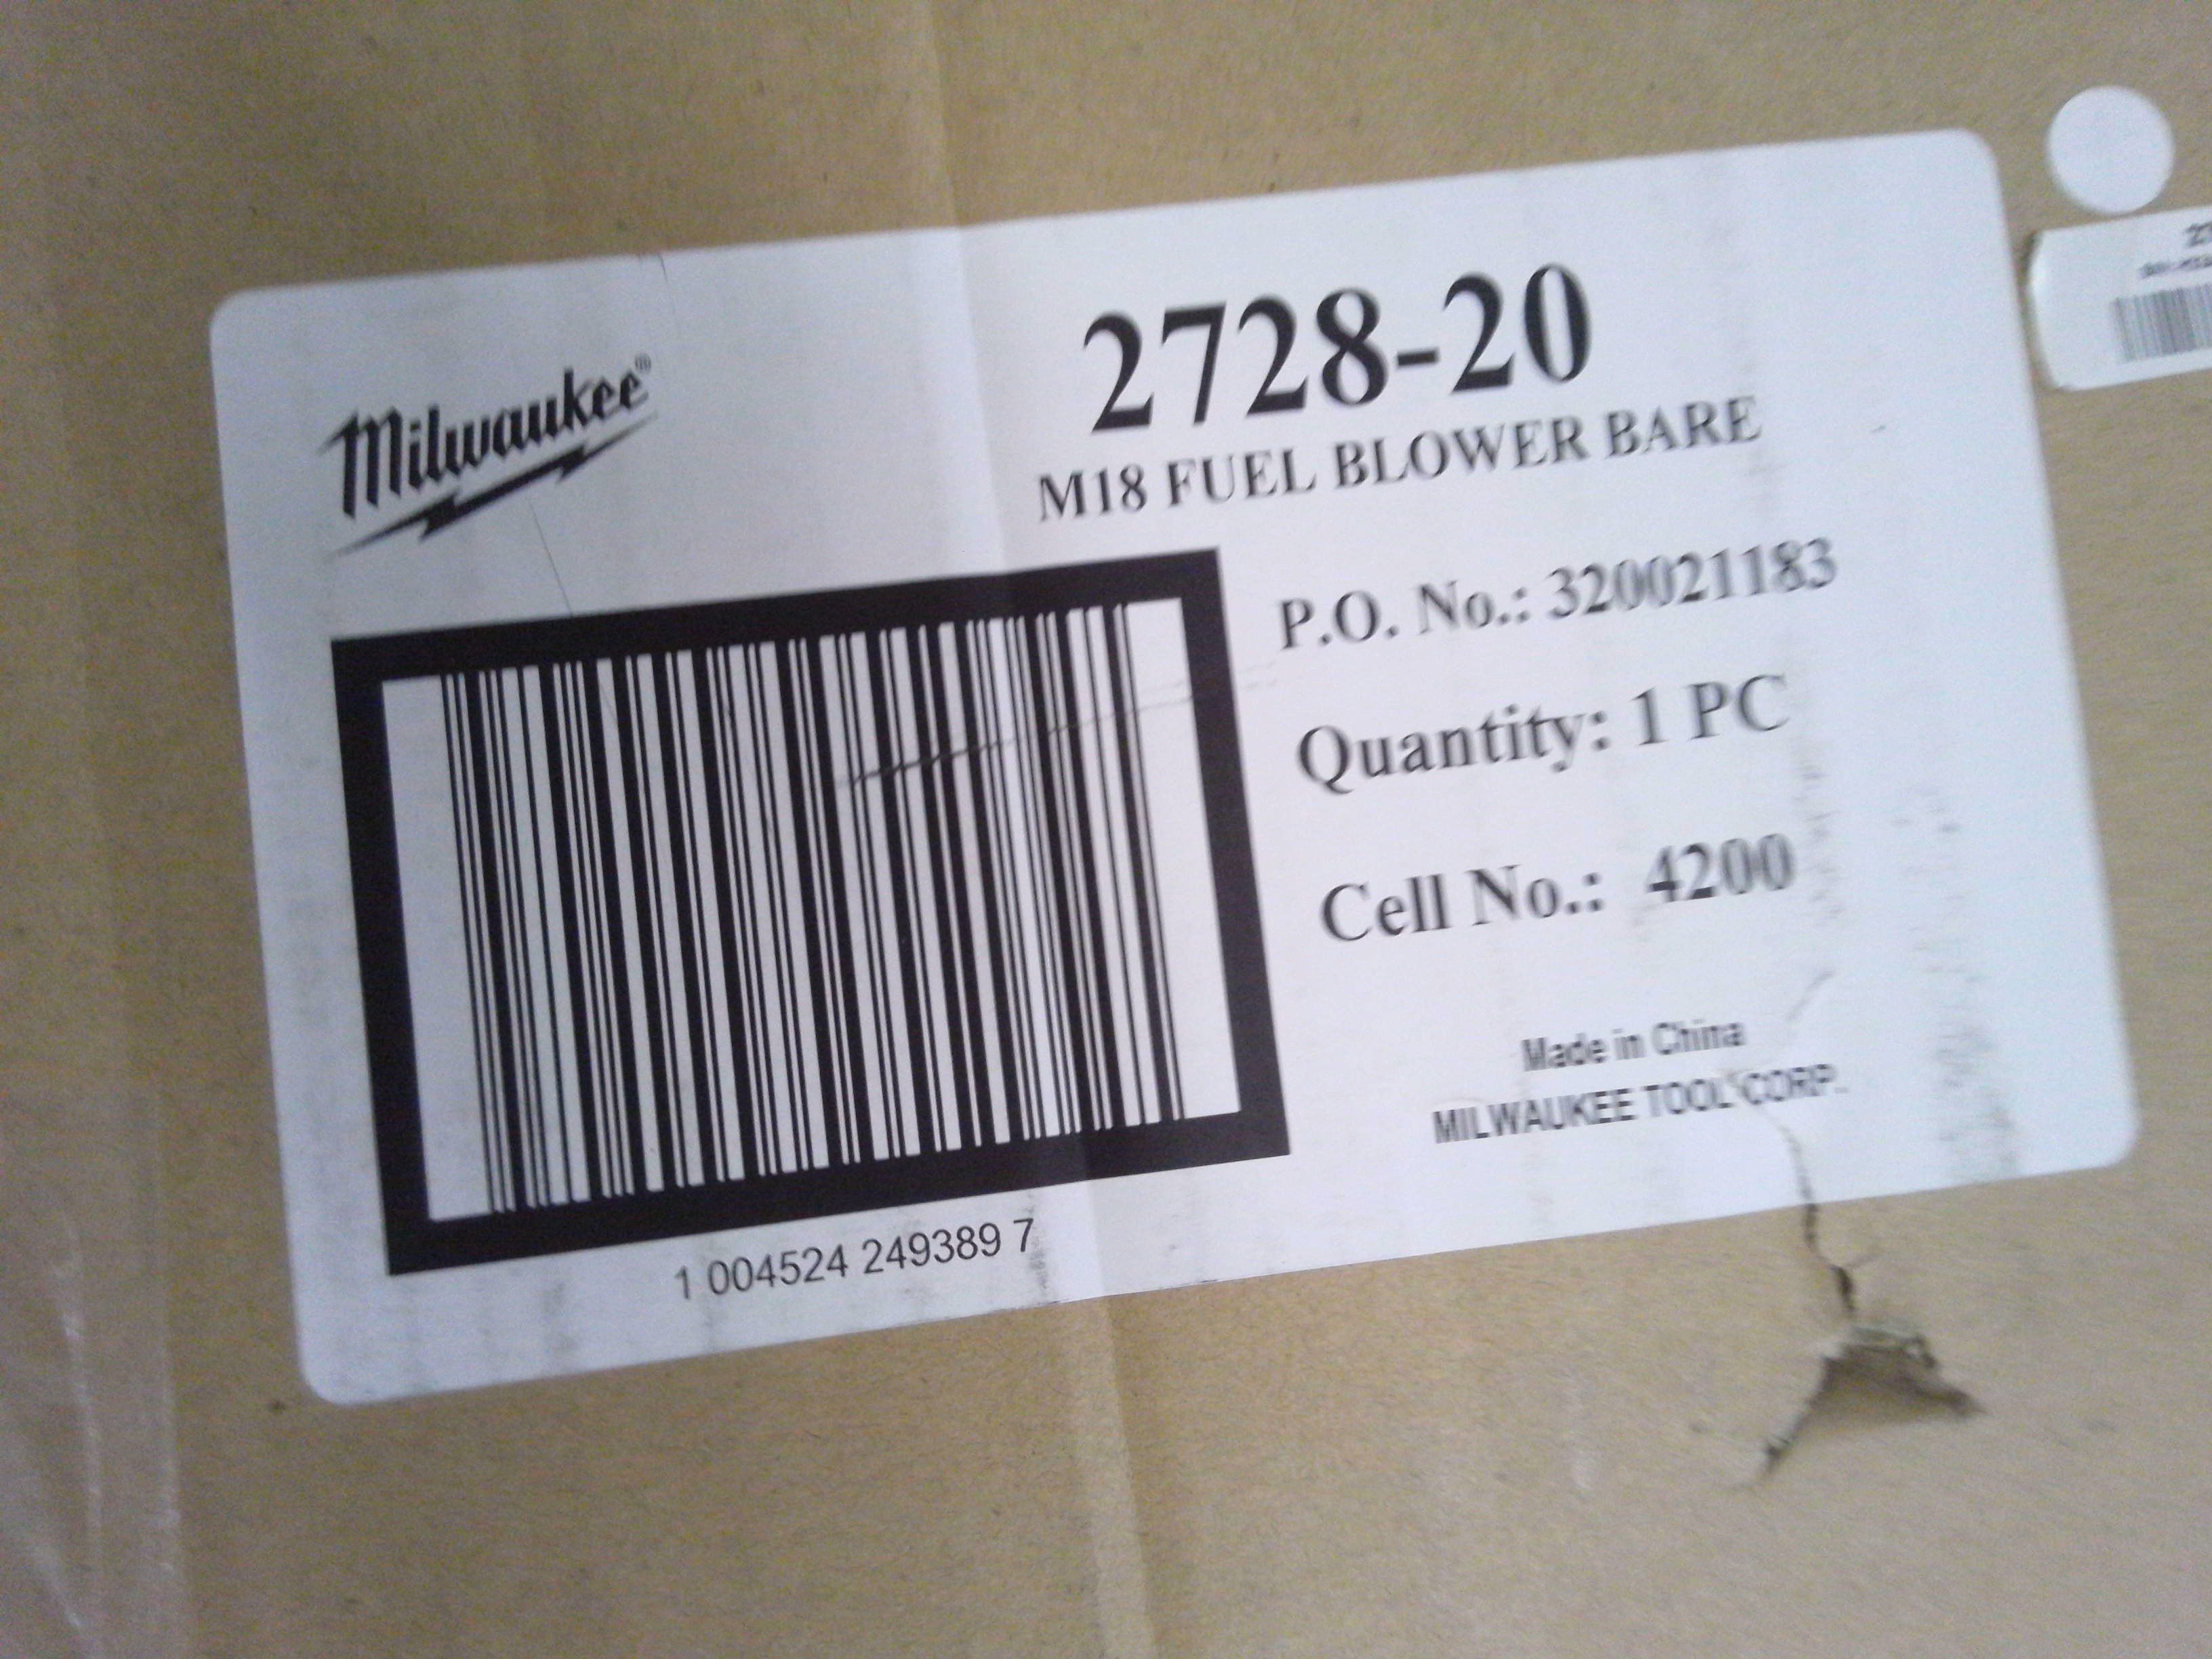 Milwaukee®
2728-20
M18 FUEL BLOWER BARE
P.O. No.: 320021183
Quantity: 1 PC
Cell No.: 4200
Made in China
MILWAUKEE TOOL CORP.
1 004524 249389 7